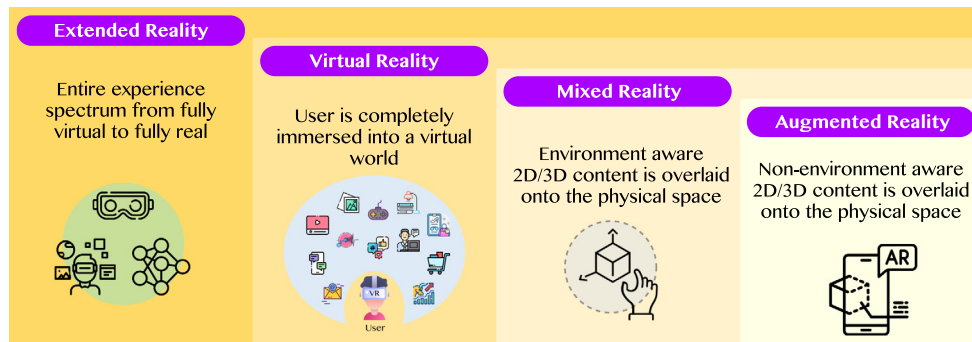 Extended Reality
Entire experience
spectrum from fully
virtual to fully real
Virtual Reality
User is completely
immersed into a virtual
world
VR
User
Mixed Reality
Environment aware
2D/3D content is overlaid
onto the physical space
Augmented Reality
Non-environment aware
2D/3D content is overlaid
onto the physical space
AR